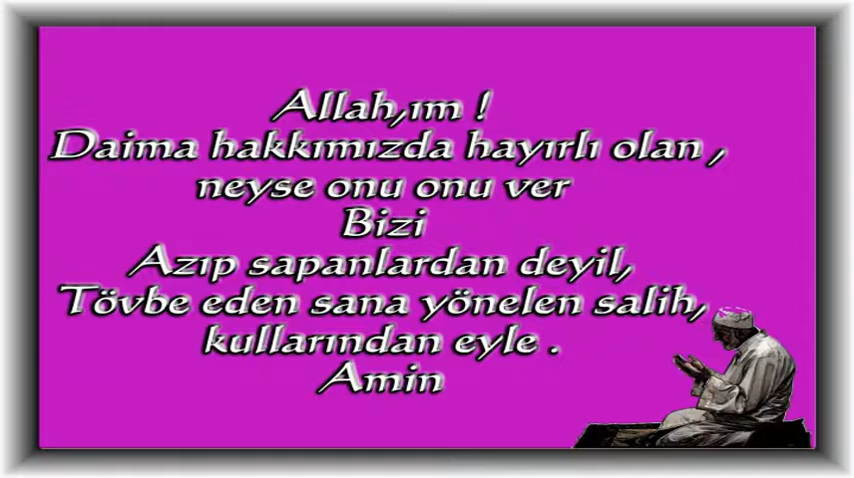 Allah,ım !
Daima hakkımızda hayırlı olan ,
neyse onu onu ver
Bizi
Azıp sapanlardan deyil,
Tövbe eden sana yönelen salih,
kullarından eyle .
Amin